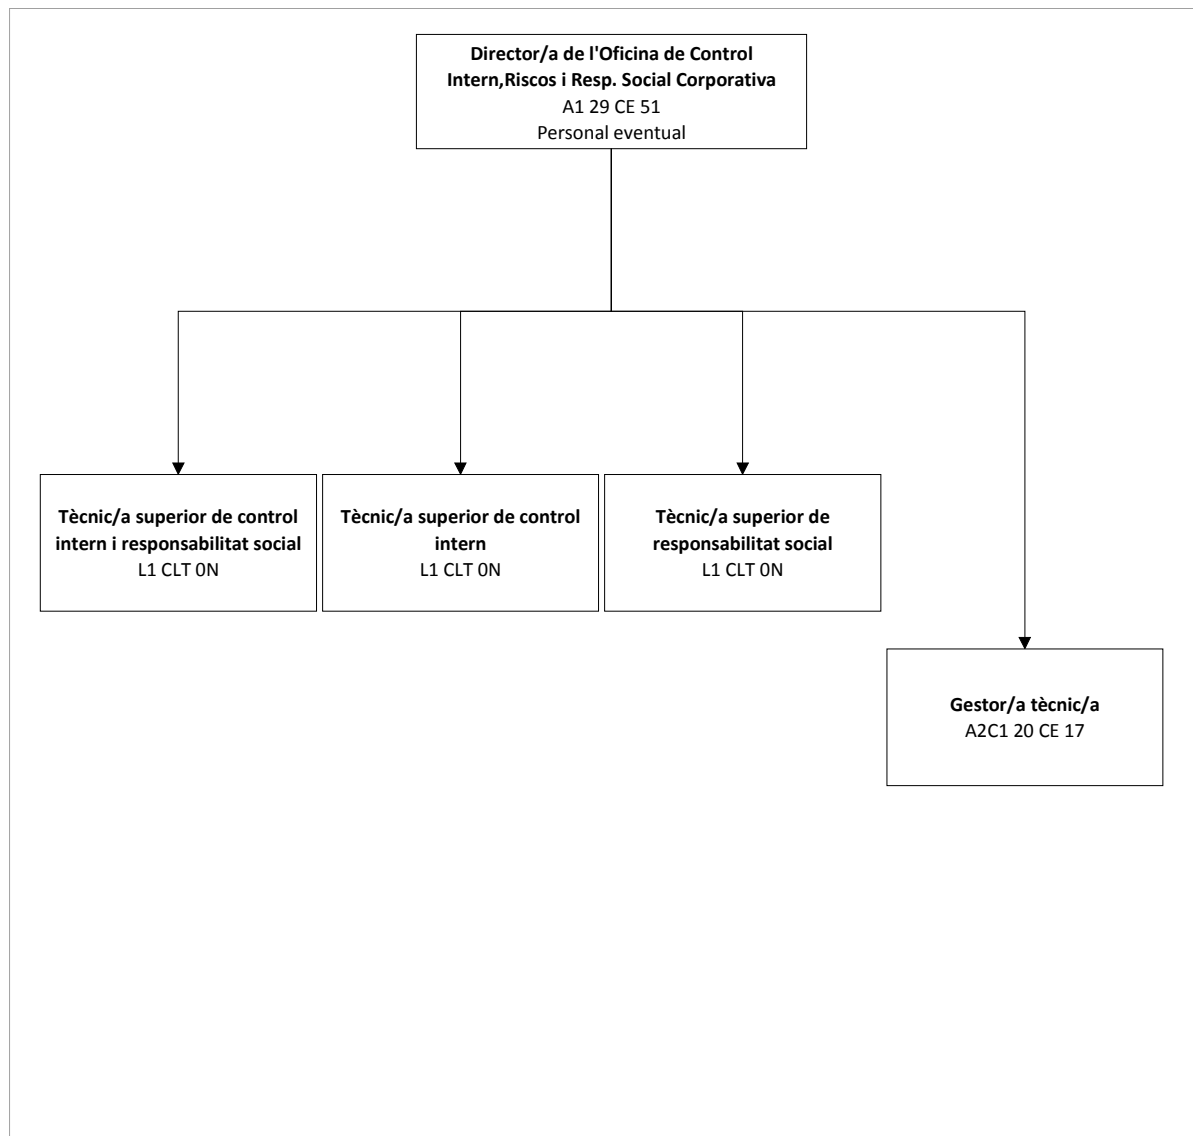 Director/a de l'Oficina de Control
Intern,Riscos i Resp. Social Corporativa
A1 29 CE 51
Personal eventual
Tècnic/a superior de control
intern i responsabilitat social
L1 CLT 0N
Tècnic/a superior de control
intern
L1 CLT 0N
Tècnic/a superior de
responsabilitat social
L1 CLT 0N
Gestor/a tècnic/a
A2C1 20 CE 17